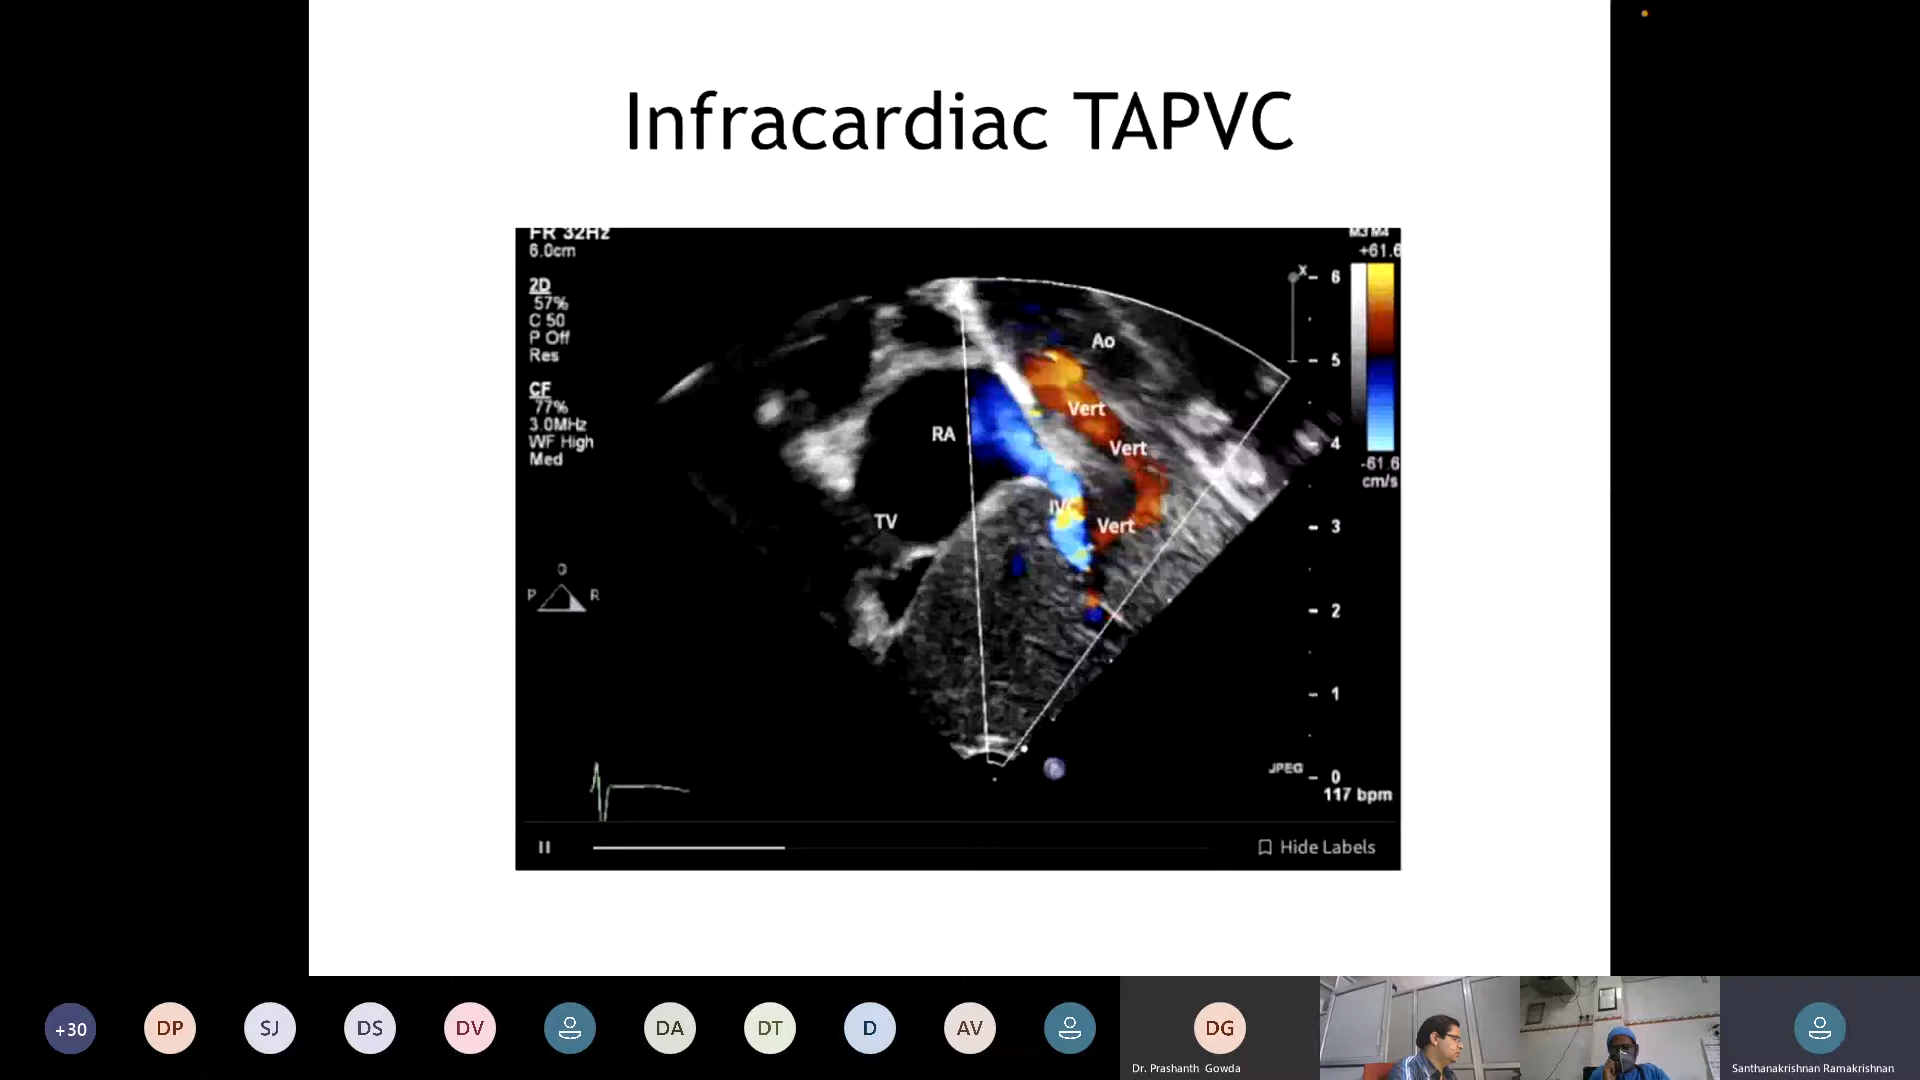 Infracardiac TAPVC
FR 32Hz
6.0cm
2D
57%
C 50
P Off
Res
CF
77%
3.0MHz
WF High
Med
M3 M4
+61.6
-61.6
cm/s
X
6
5
4
3
2
1
0
Ao
Vert
Vert
RA
IVC
Vert
TV
P R
JPEG
117 bpm
Hide Labels
+30
DP
SJ
DS
DV
DA
DT
D
AV
DG
Dr. Prashanth Gowda
Santhanakrishnan Ramakrishnan